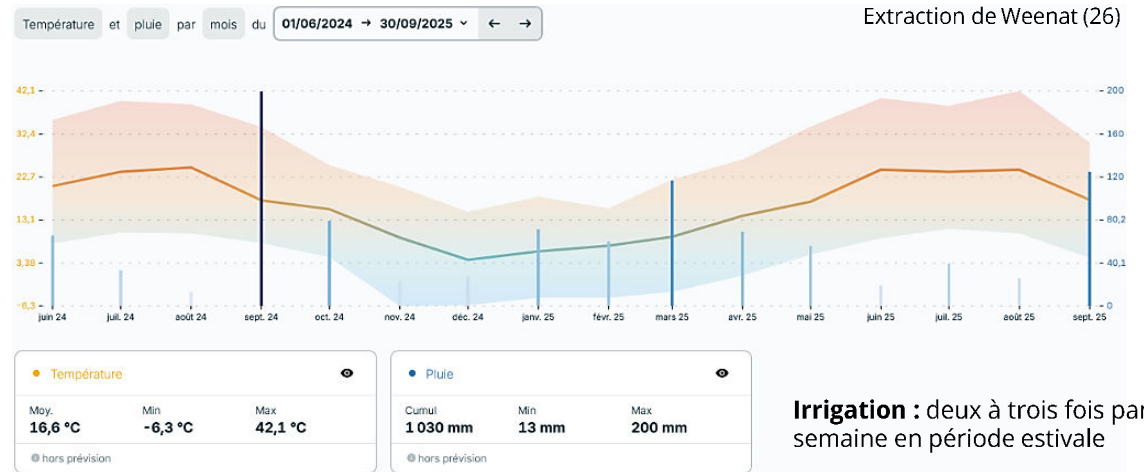 Température et pluie par mois du 01/06/2024 → 30/09/2025 ← →
Extraction de Weenat (26)
42,1
32,4
22,7
13,1
3,38
-6,3
200
160
120
80,2
40,1
0
juin 24 juil. 24 août 24 sept. 24 oct. 24 nov. 24 déc. 24 janv. 25 févr. 25 mars 25 avr. 25 mai 25 juin 25 juil. 25 août 25 sept. 25
Température
Moy. Min Max
16,6 °C -6,3 °C 42,1 °C
hors prévision
Pluie
Cumul Min Max
1 030 mm 13 mm 200 mm
hors prévision
Irrigation : deux à trois fois par
semaine en période estivale